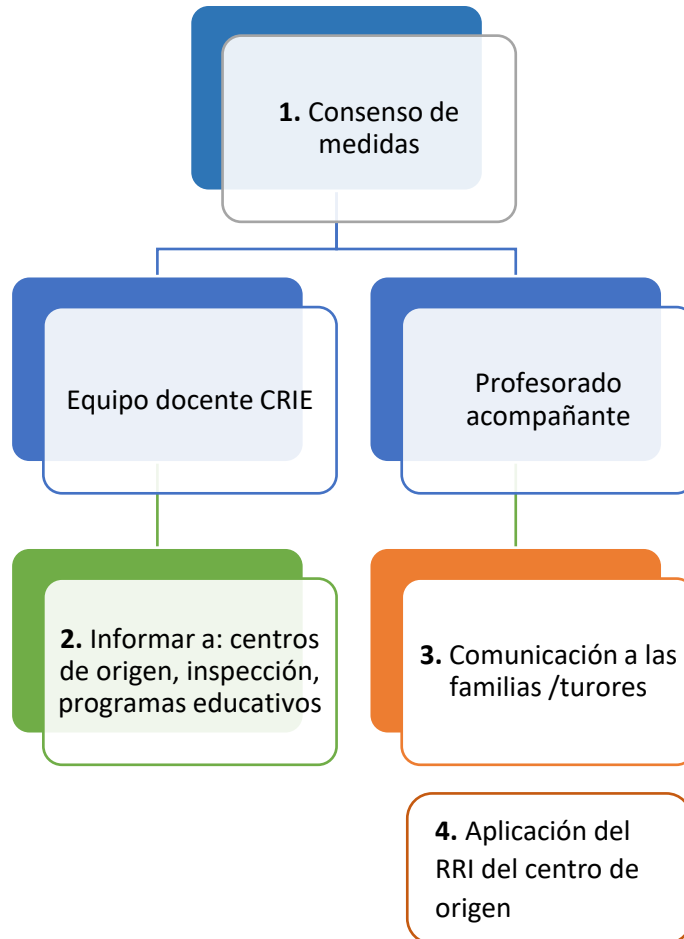 1. Consenso de
medidas
Equipo docente CRIE
Profesorado
acompañante
2. Informar a: centros
de origen, inspección,
programas educativos
3. Comunicación a las
familias /turores
4. Aplicación del
RRI del centro de
origen